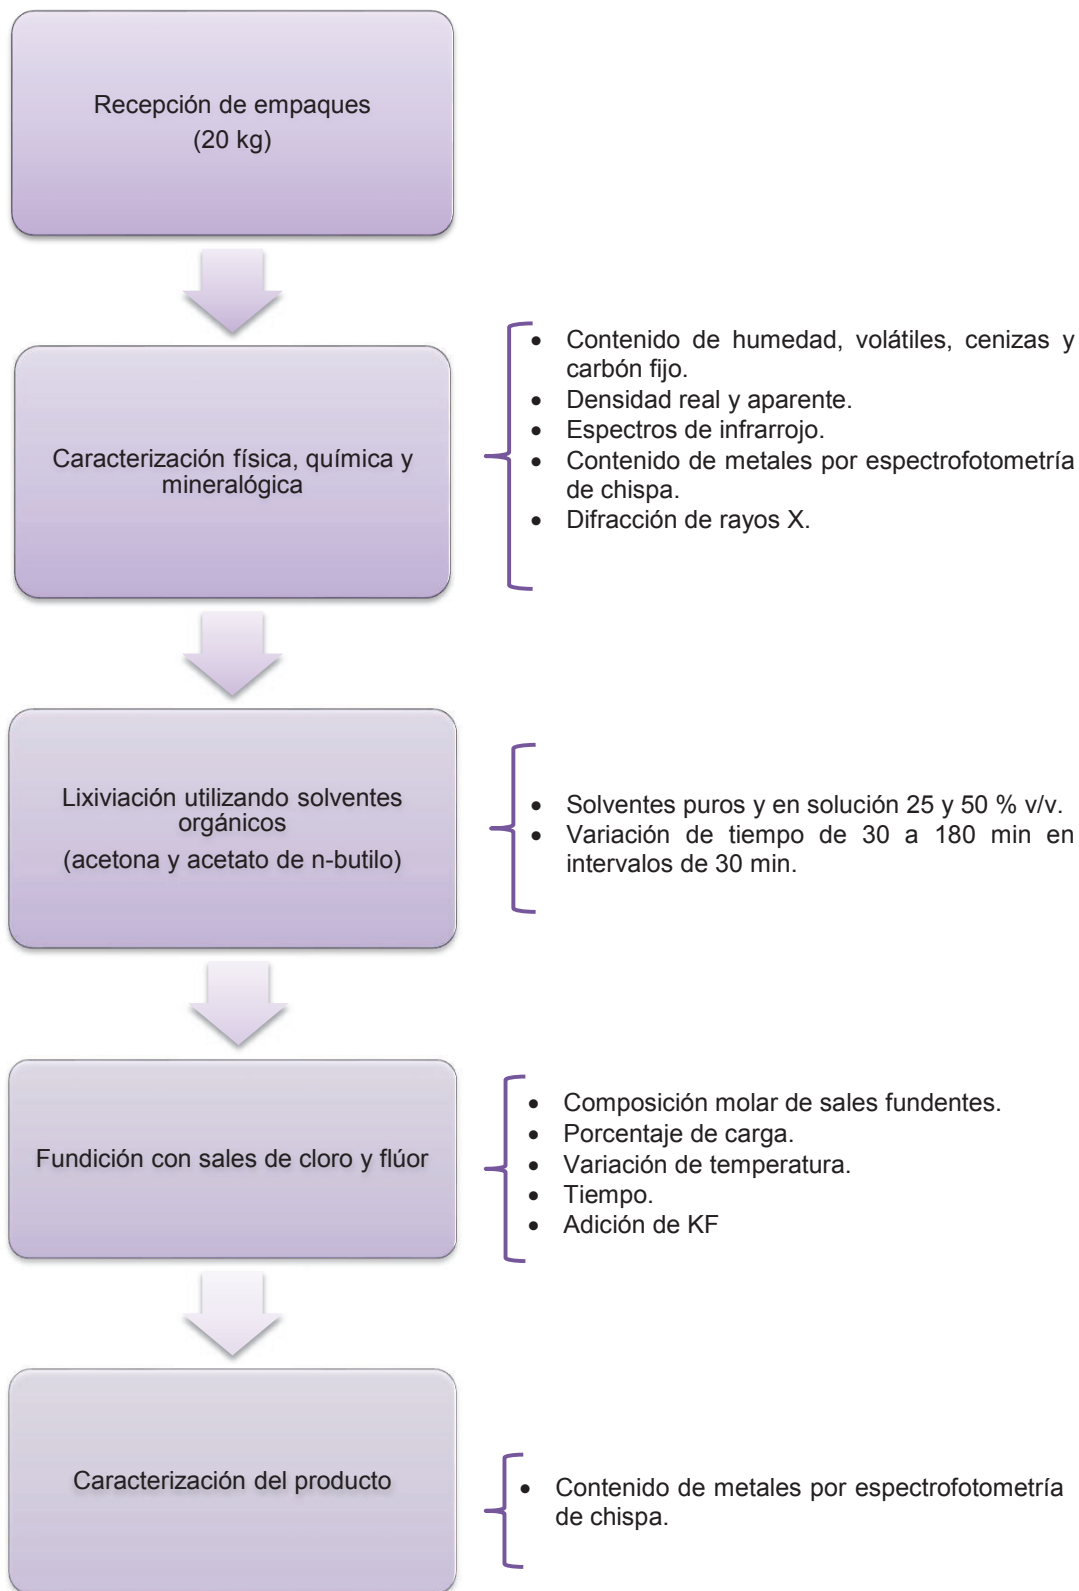 Recepción de empaques
(20 kg)
Caracterización física, química y
mineralógica
• Contenido de humedad, volátiles, cenizas y
carbón fijo.
• Densidad real y aparente.
• Espectros de infrarrojo.
• Contenido de metales por espectrofotometría
de chispa.
• Difracción de rayos X.
Lixiviación utilizando solventes
orgánicos
(acetona y acetato de n-butilo)
• Solventes puros y en solución 25 y 50 % v/v.
• Variación de tiempo de 30 a 180 min en
intervalos de 30 min.
Fundición con sales de cloro y flúor
• Composición molar de sales fundentes.
• Porcentaje de carga.
• Variación de temperatura.
• Tiempo.
• Adición de KF
Caracterización del producto
• Contenido de metales por espectrofotometría
de chispa.